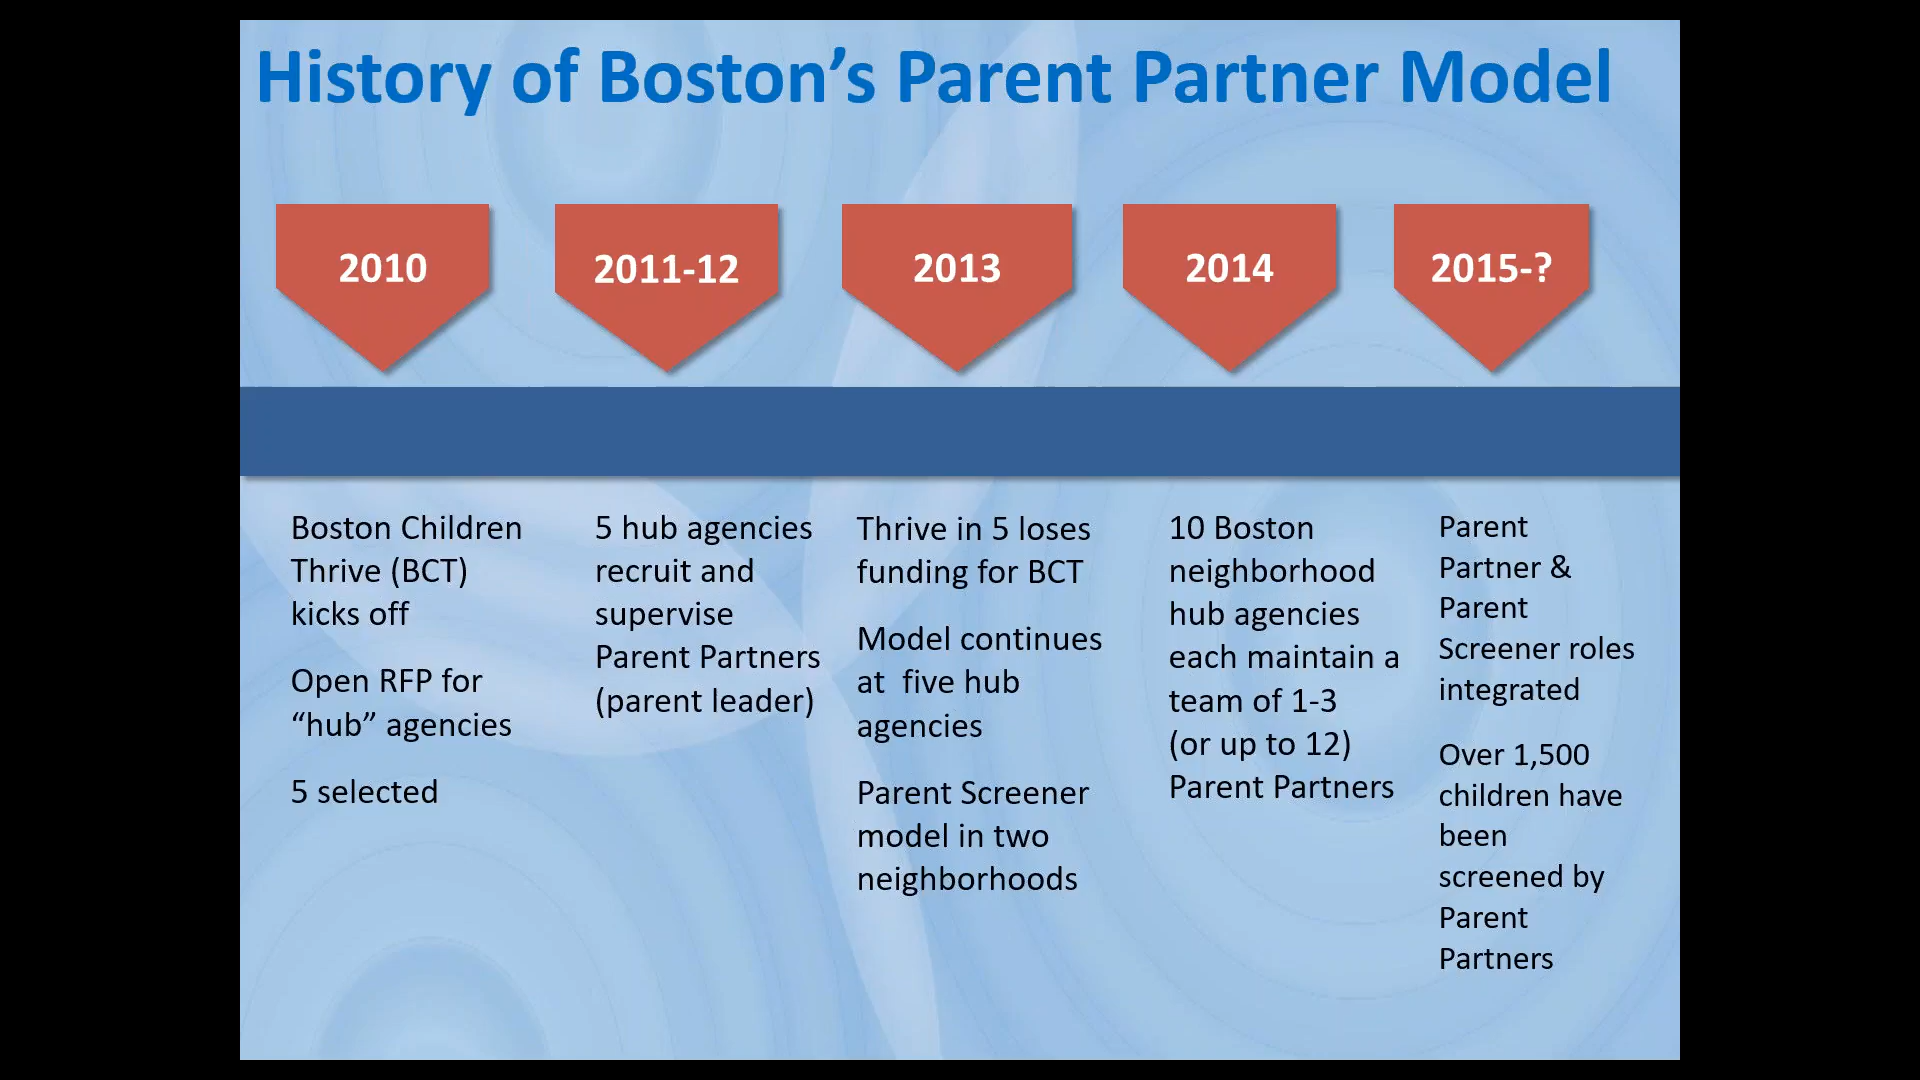 History of Boston’s Parent Partner Model
2010
2011-12
2013
2014
2015-?
Boston Children
Thrive (BCT)
kicks off
Open RFP for
“hub” agencies
5 selected
5 hub agencies
recruit and
supervise
Parent Partners
(parent leader)
Thrive in 5 loses
funding for BCT
Model continues
at  five hub
agencies
Parent Screener
model in two
neighborhoods
10 Boston
neighborhood
hub agencies
each maintain a
team of 1-3
(or up to 12)
Parent Partners
Parent
Partner &
Parent
Screener roles
integrated
Over 1,500
children have
been
screened by
Parent
Partners